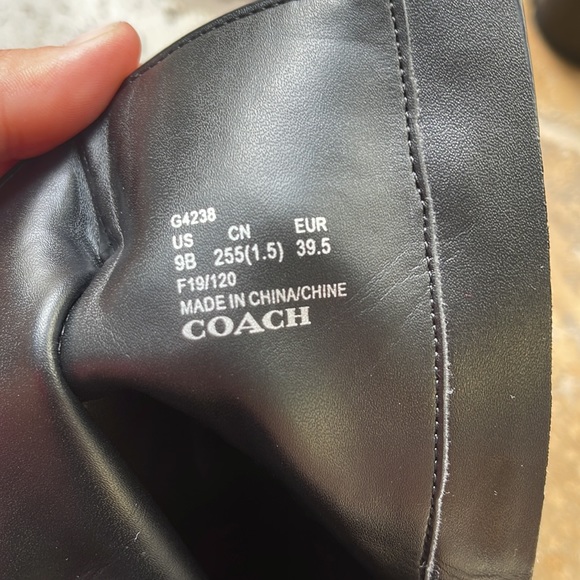 G4238
US CN EUR
9B 255(1.5) 39.5
F19/120
MADE IN CHINA/CHINE
COACH